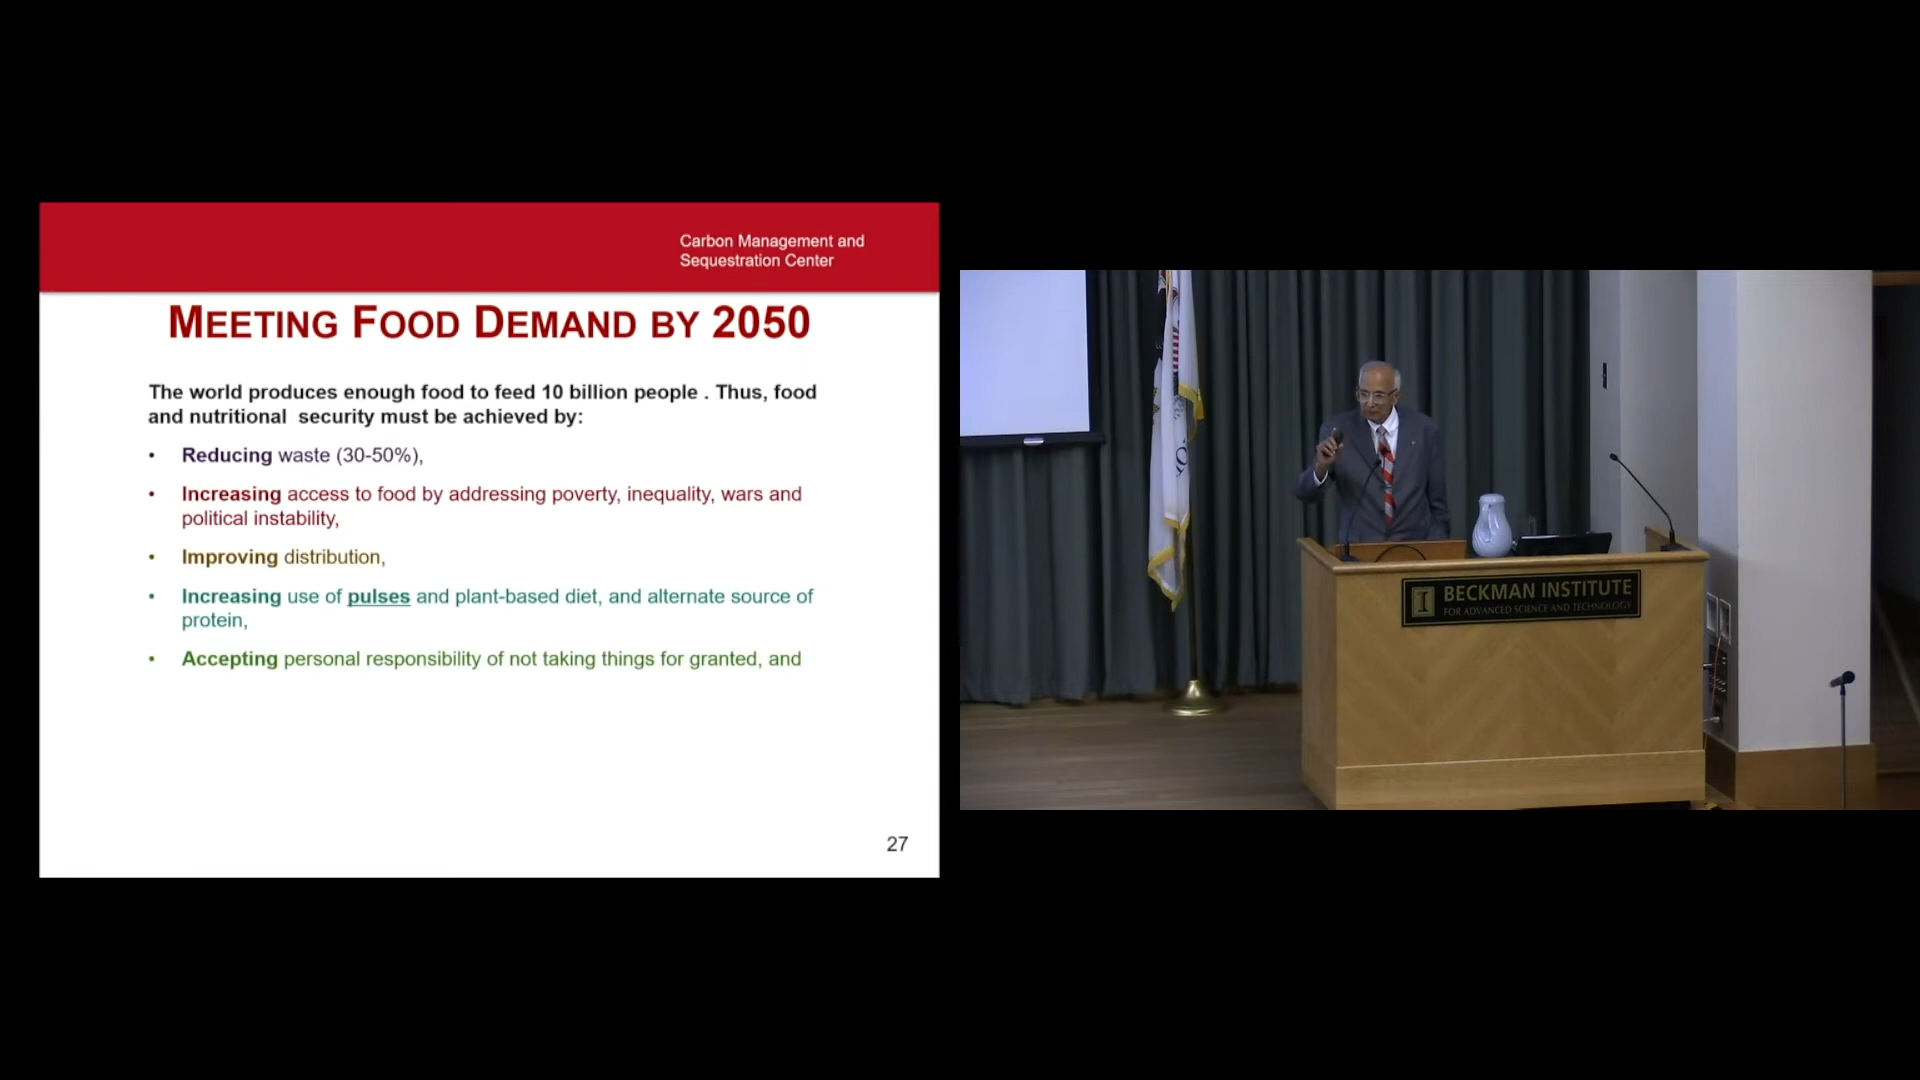 Carbon Management and
Sequestration Center
MEETING FOOD DEMAND BY 2050
The world produces enough food to feed 10 billion people . Thus, food
and nutritional  security must be achieved by:
• Reducing waste (30-50%),
• Increasing access to food by addressing poverty, inequality, wars and
political instability,
• Improving distribution,
• Increasing use of pulses and plant-based diet, and alternate source of
protein,
• Accepting personal responsibility of not taking things for granted, and
27
I BECKMAN INSTITUTE
FOR ADVANCED SCIENCE AND TECHNOLOGY